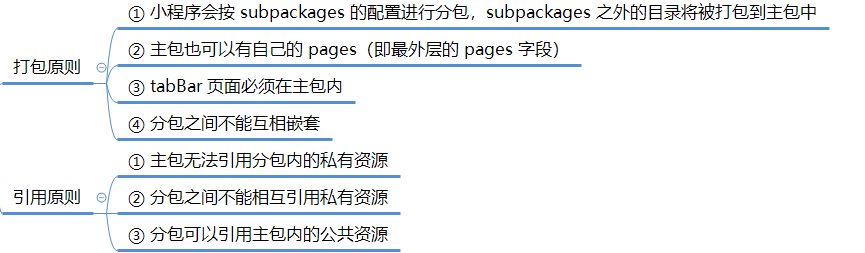 打包原则
① 小程序会按 subpackages 的配置进行分包，subpackages 之外的目录将被打包到主包中
② 主包也可以有自己的 pages（即最外层的 pages 字段）
③ tabBar 页面必须在主包内
④ 分包之间不能互相嵌套
引用原则
① 主包无法引用分包内的私有资源
② 分包之间不能相互引用私有资源
③ 分包可以引用主包内的公共资源